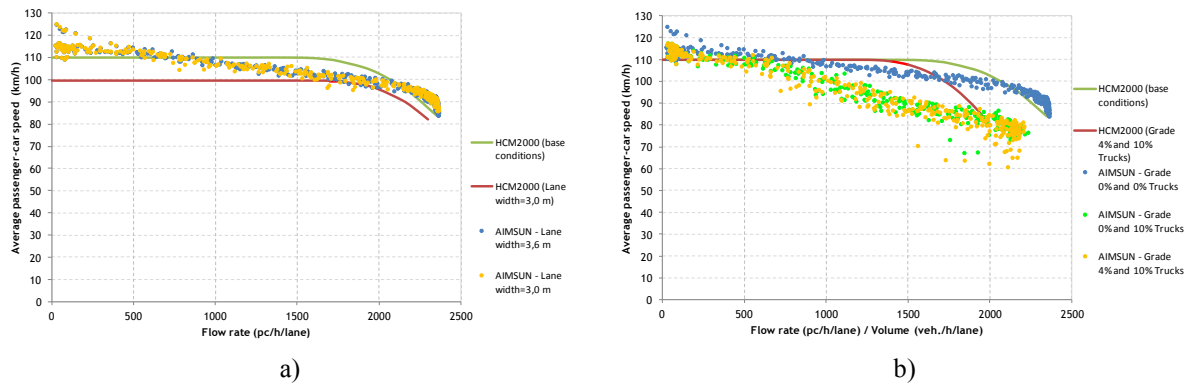 a)
b)
Average passenger-car speed (km/h)
130
120
110
100
90
80
70
60
50
40
30
20
10
0
0
500
1000
1500
2000
2500
Flow rate (pc/h/lane)
HCM2000 (base
conditions)
HCM2000 (Lane
width=3,0 m)
AIMSUN - Lane
width=3,6 m
AIMSUN - Lane
width=3,0 m
a)
Average passenger-car speed (km/h)
130
120
110
100
90
80
70
60
50
40
30
20
10
0
0
500
1000
1500
2000
2500
Flow rate (pc/h/lane) / Volume (veh./h/lane)
HCM2000 (base
conditions)
HCM2000 (Grade
4% and 10%
Trucks)
AIMSUN - Grade
0% and 0% Trucks
AIMSUN - Grade
0% and 10% Trucks
AIMSUN - Grade
4% and 10% Trucks
b)